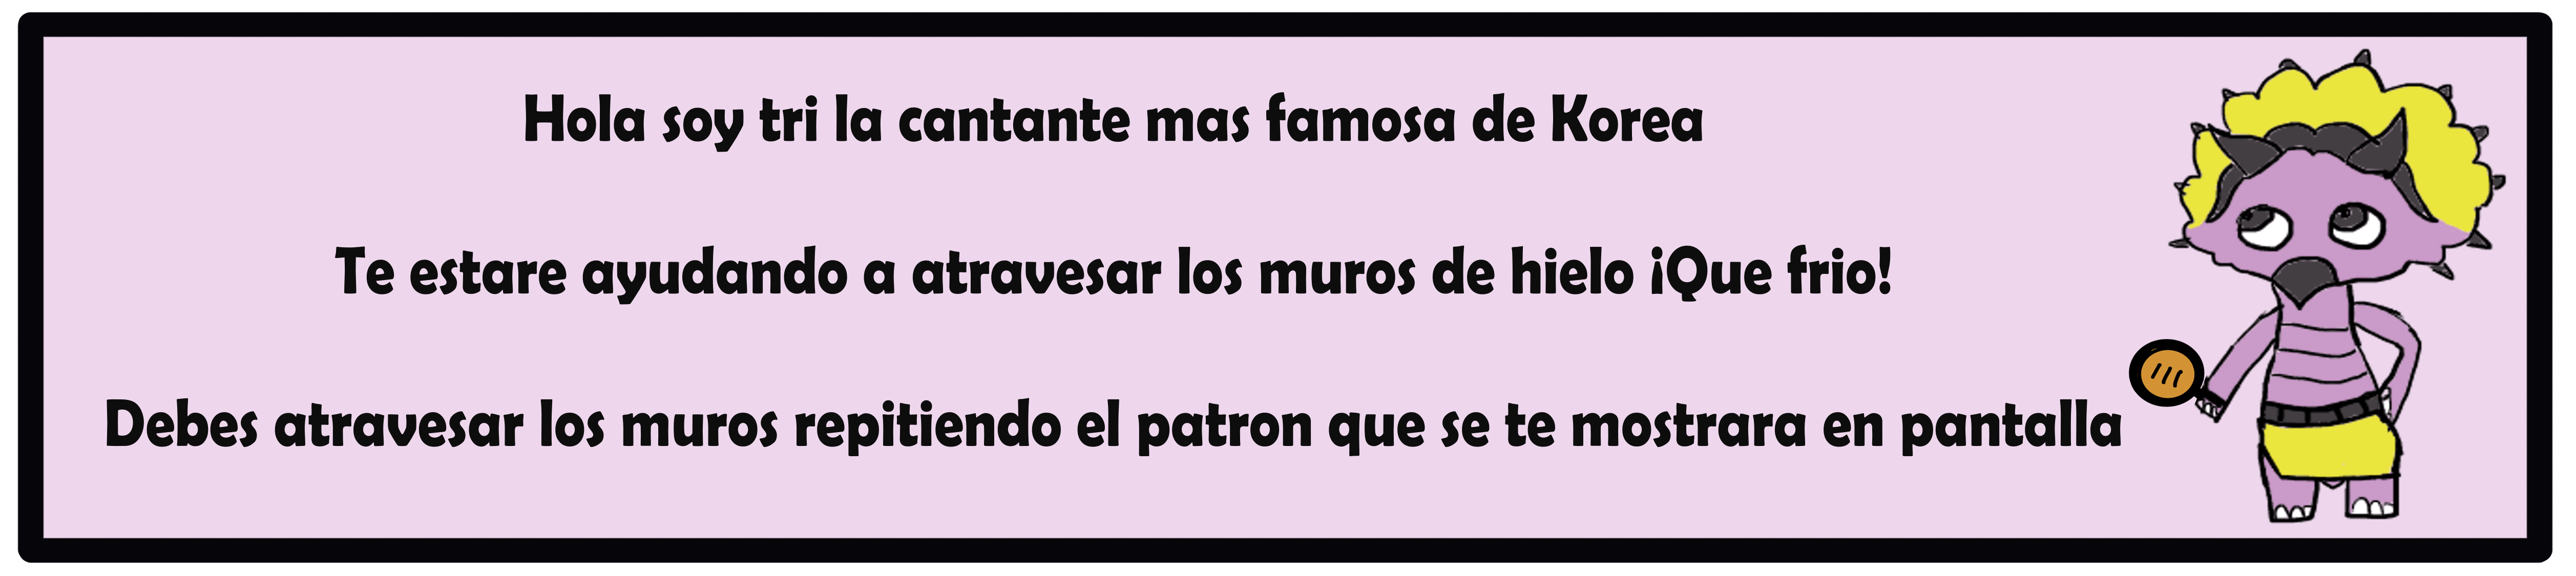 Hola soy tri la cantante mas famosa de Korea
Te estare ayudando a atravesar los muros de hielo ¡Que frio!
Debes atravesar los muros repitiendo el patron que se te mostrara en pantalla